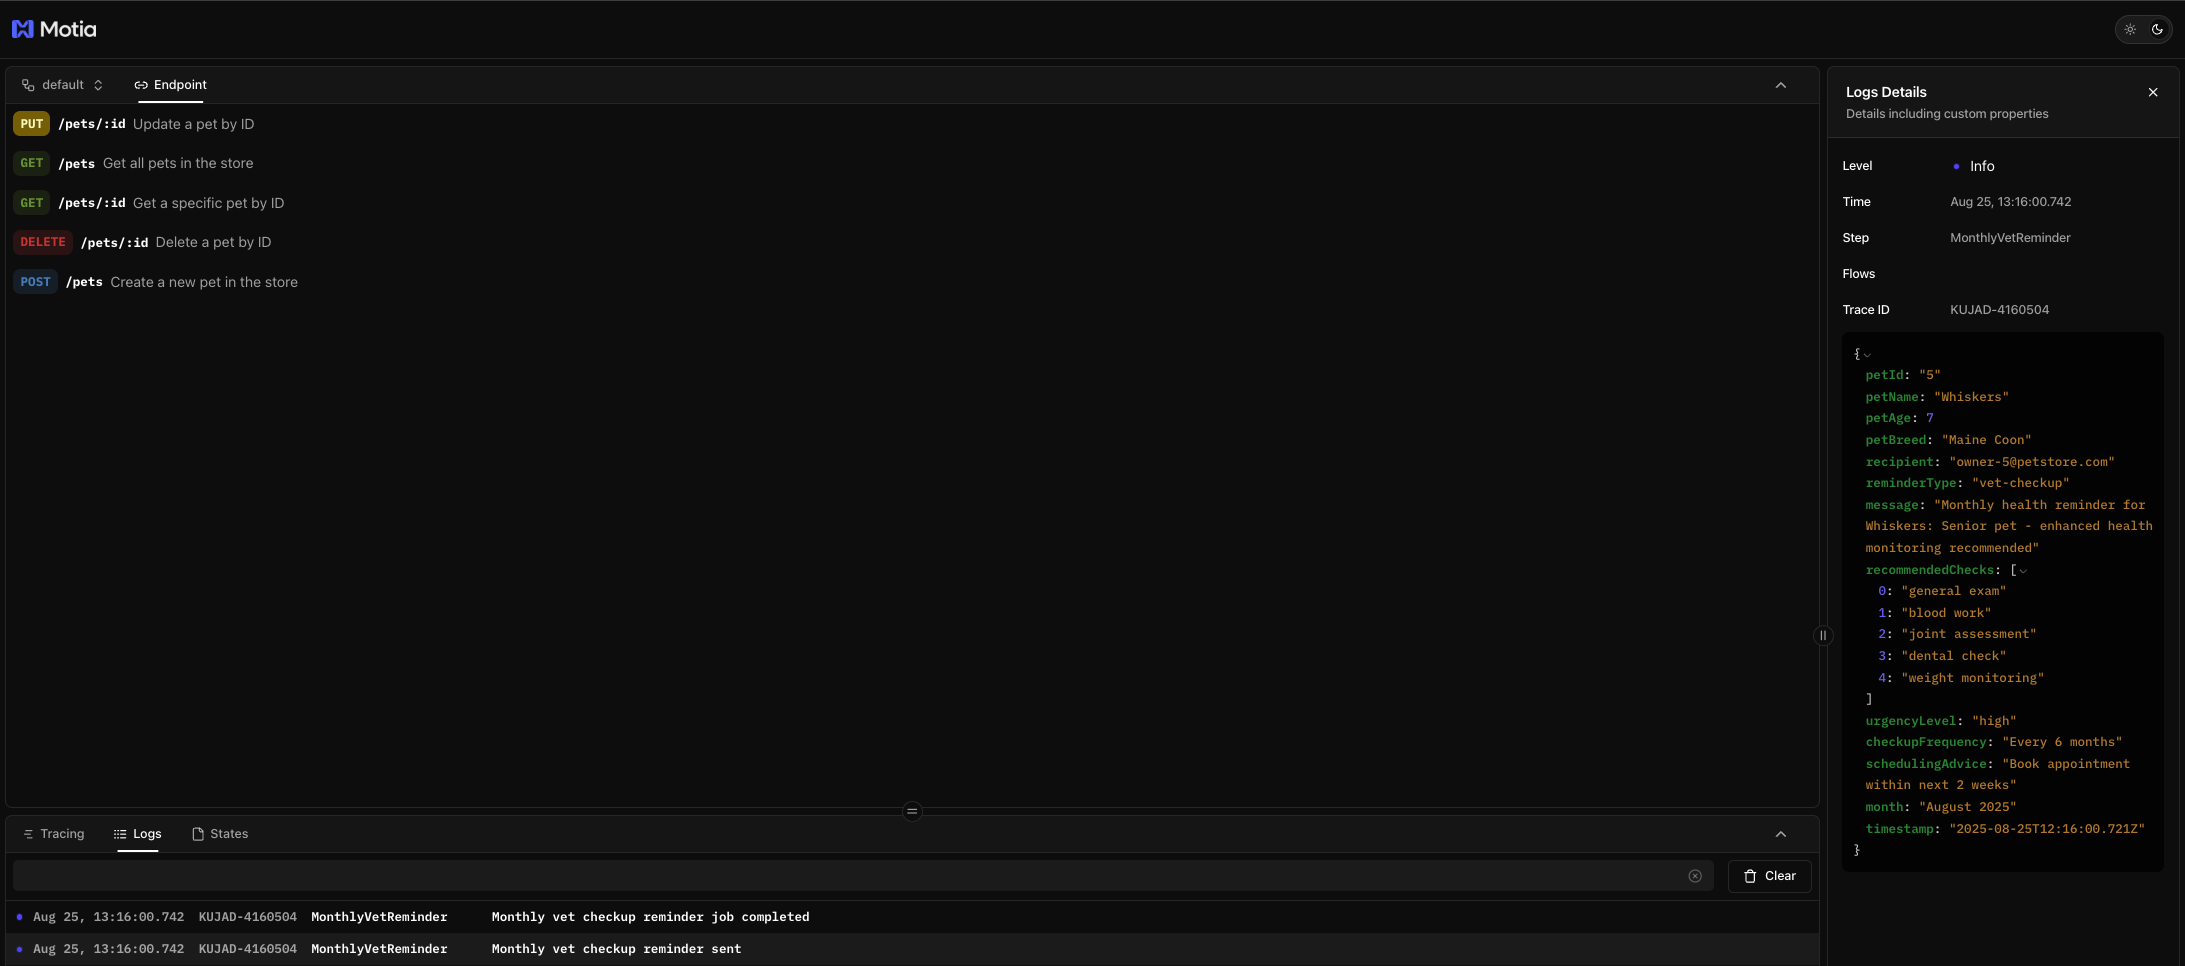 Motia
default
Endpoint
PUT /pets/:id Update a pet by ID
GET /pets Get all pets in the store
GET /pets/:id Get a specific pet by ID
DELETE /pets/:id Delete a pet by ID
POST /pets Create a new pet in the store
Tracing
Logs
States
Clear
Aug 25, 13:16:00.742 KUJAD-4160504 MonthlyVetReminder Monthly vet checkup reminder job completed
Aug 25, 13:16:00.742 KUJAD-4160504 MonthlyVetReminder Monthly vet checkup reminder sent
Logs Details
Details including custom properties
Level Info
Time Aug 25, 13:16:00.742
Step MonthlyVetReminder
Flows
Trace ID KUJAD-4160504
{
petId: "5"
petName: "Whiskers"
petAge: 7
petBreed: "Maine Coon"
recipient: "owner-5@petstore.com"
reminderType: "vet-checkup"
message: "Monthly health reminder for
Whiskers: Senior pet - enhanced health
monitoring recommended"
recommendedChecks: [
0: "general exam"
1: "blood work"
2: "joint assessment"
3: "dental check"
4: "weight monitoring"
]
urgencyLevel: "high"
checkupFrequency: "Every 6 months"
schedulingAdvice: "Book appointment
within next 2 weeks"
month: "August 2025"
timestamp: "2025-08-25T12:16:00.721Z"
}